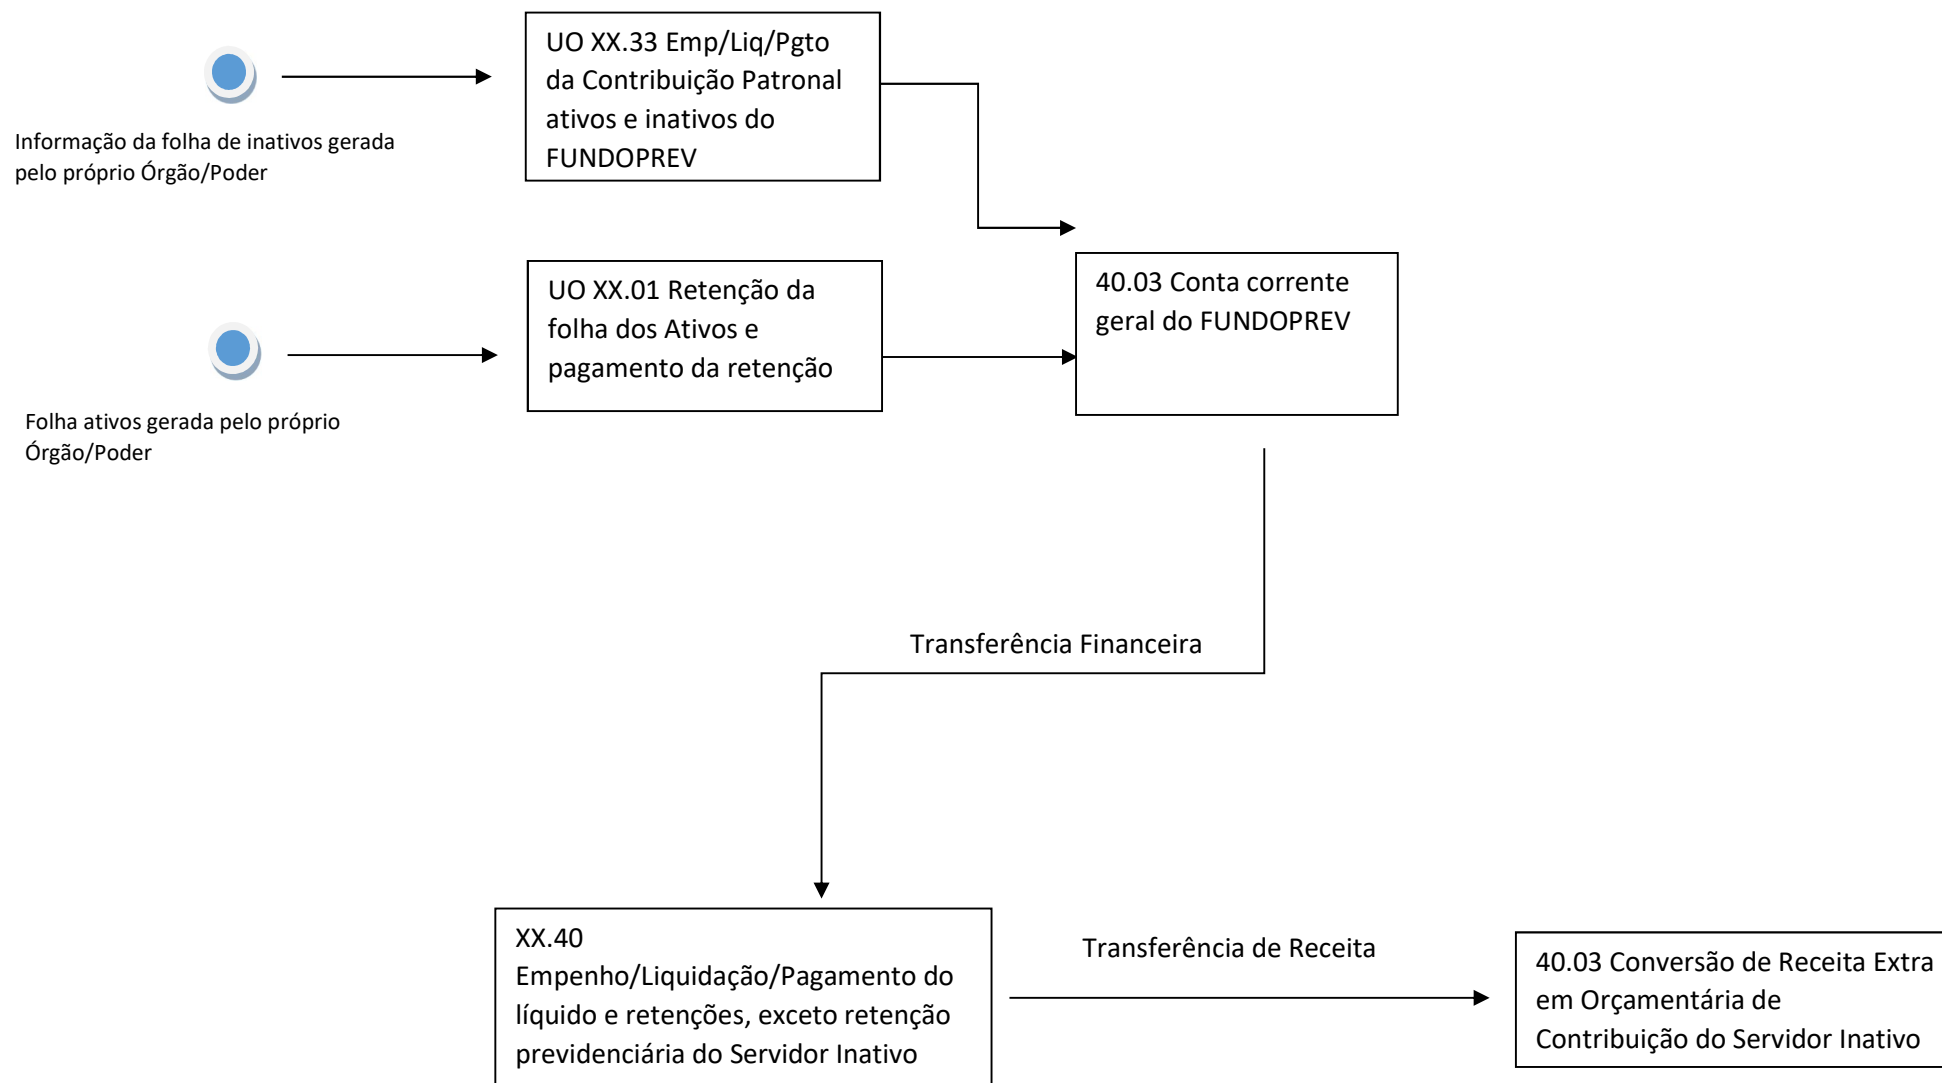 UO XX.33 Emp/Liq/Pgto
da Contribuição Patronal
ativos e inativos do
FUNDOPREV
Informação da folha de inativos gerada
pelo próprio Órgão/Poder
UO XX.01 Retenção da
folha dos Ativos e
pagamento da retenção
40.03 Conta corrente
geral do FUNDOPREV
Folha ativos gerada pelo próprio
Órgão/Poder
Transferência Financeira
XX.40
Empenho/Liquidação/Pagamento do
líquido e retenções, exceto retenção
previdenciária do Servidor Inativo
Transferência de Receita
40.03 Conversão de Receita Extra
em Orçamentária de
Contribuição do Servidor Inativo